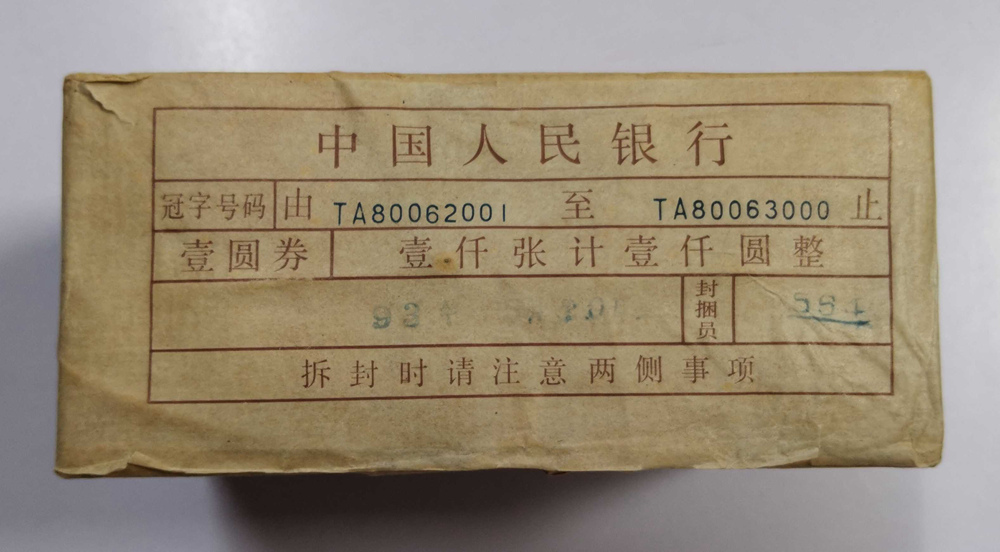 中国人民银行
冠字号码 由 TA80062001 至 TA80063000 止
壹圆券 壹仟张计壹仟圆整
93 封捆员 561
拆封时请注意两侧事项